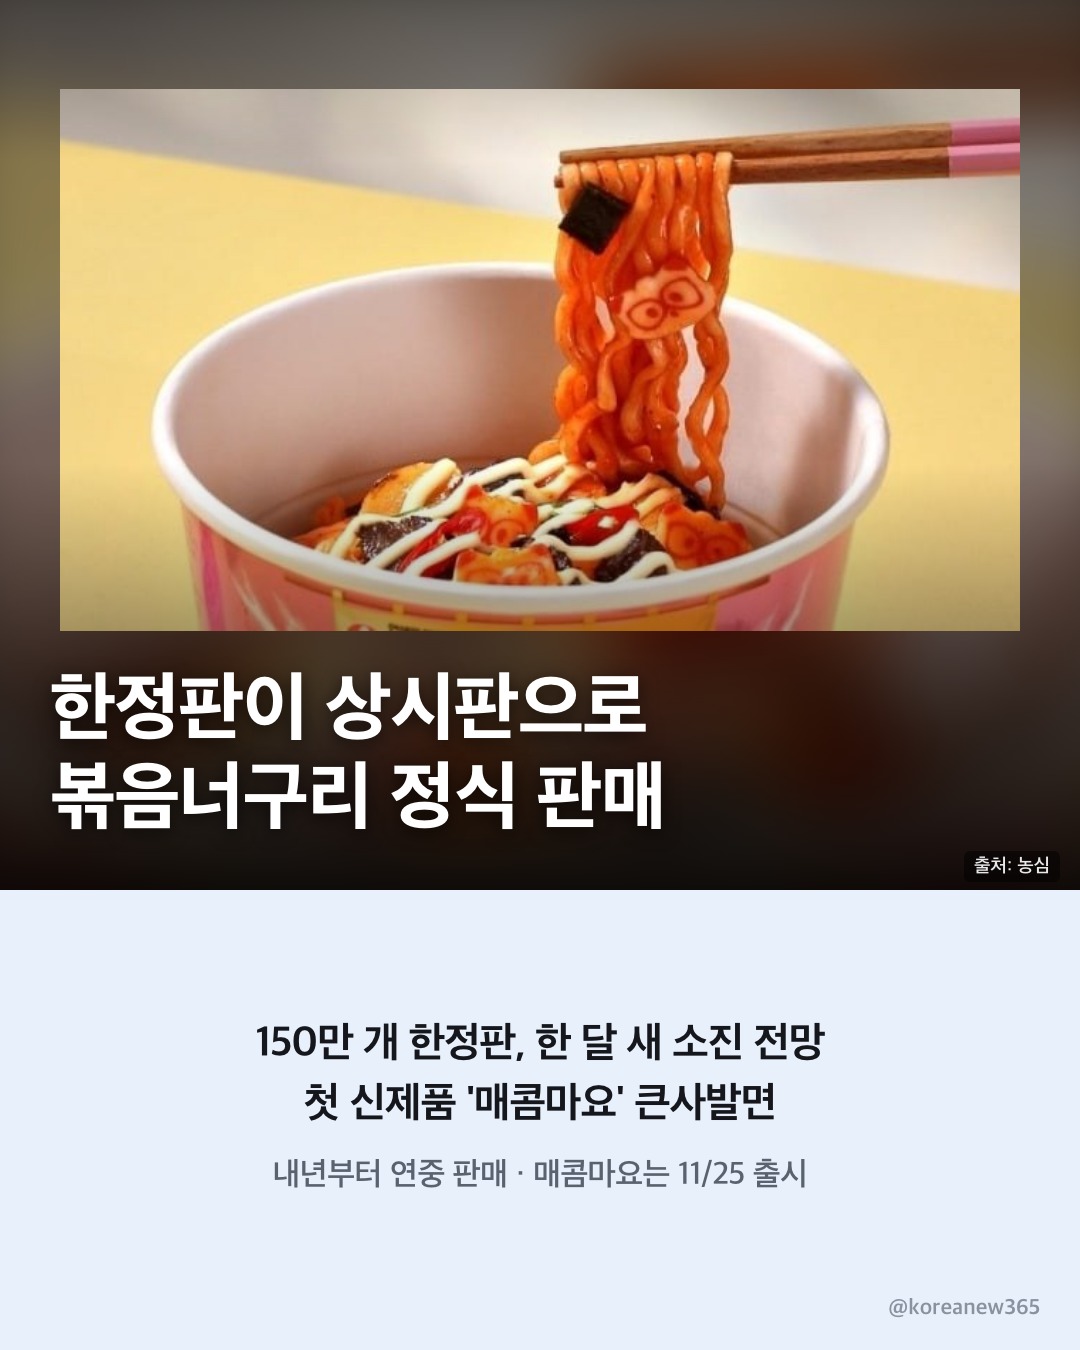 한정판이 상시판으로
볶음너구리 정식 판매
출처: 농심
150만 개 한정판, 한 달 새 소진 전망
첫 신제품 '매콤마요' 큰사발면
내년부터 연중 판매 · 매콤마요는 11/25 출시
@koreanew365